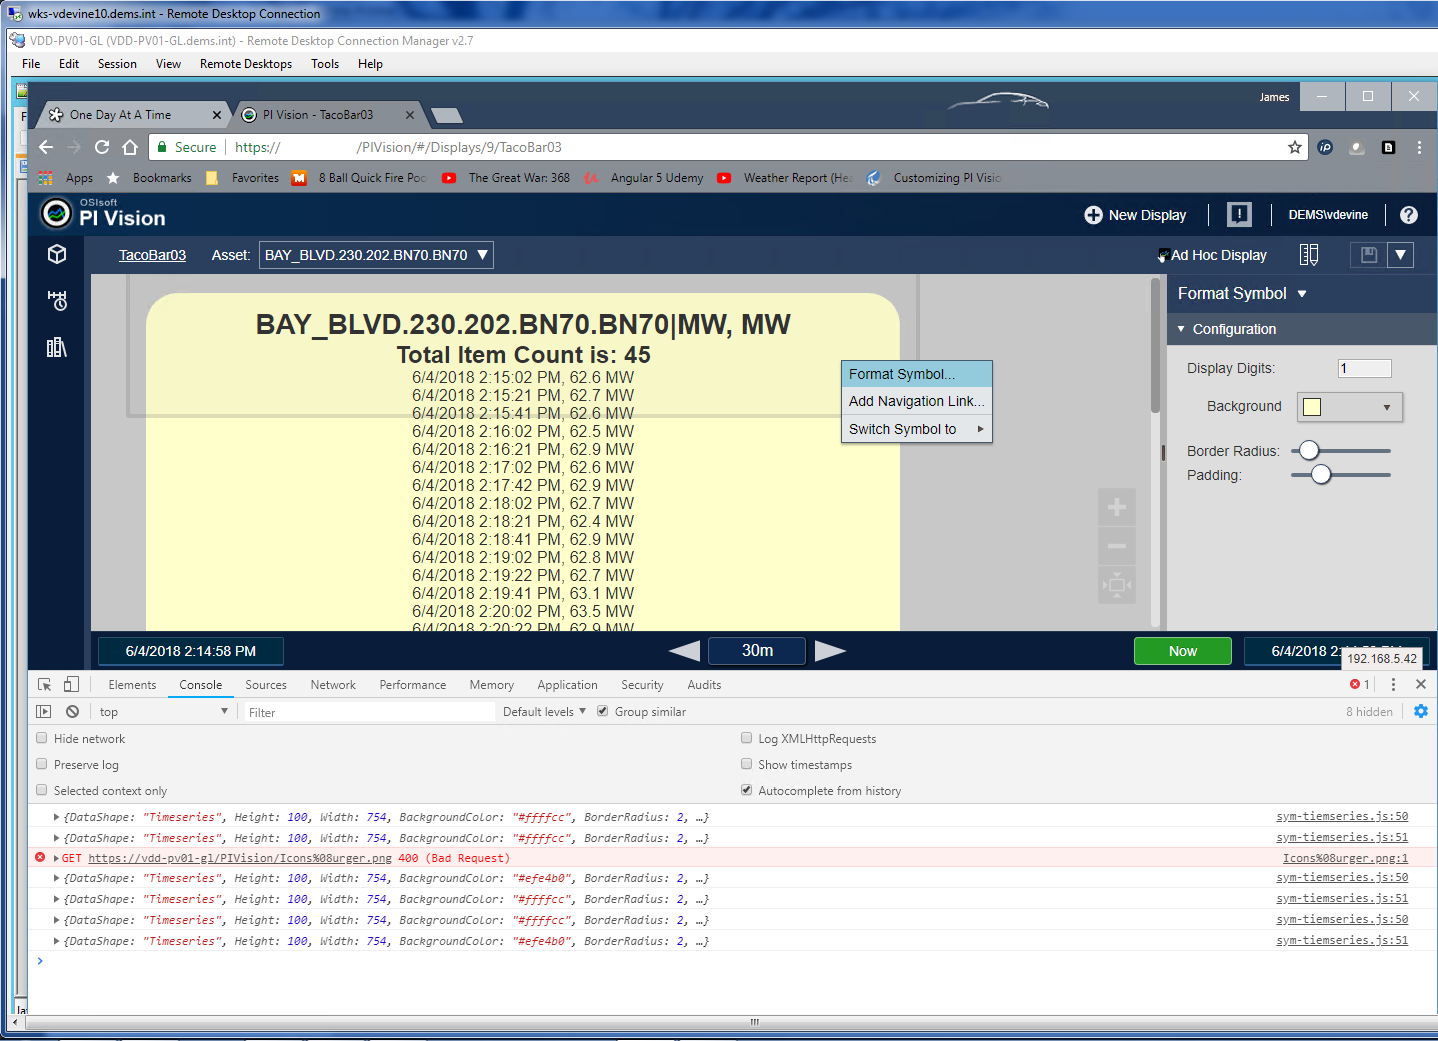 wks-vdevine10.dems.int - Remote Desktop Connection
VDD-PV01-GL (VDD-PV01-GL.dems.int) - Remote Desktop Connection Manager v2.7
File Edit Session View Remote Desktops Tools Help
James
One Day At A Time
PI Vision - TacoBar03
Secure https:// /PIVision/#/Displays/9/TacoBar03
Apps Bookmarks Favorites 8 Ball Quick Fire Poo The Great War: 368 Angular 5 Udemy Weather Report (Hea Customizing PI Visio
OSIsoft
PI Vision
New Display DEMS\vdevine
TacoBar03 Asset: BAY_BLVD.230.202.BN70.BN70 Ad Hoc Display
Format Symbol
Configuration
Display Digits: 1
Background
Border Radius:
Padding:
BAY_BLVD.230.202.BN70.BN70|MW, MW
Total Item Count is: 45
6/4/2018 2:15:02 PM, 62.6 MW
6/4/2018 2:15:21 PM, 62.7 MW
6/4/2018 2:15:41 PM, 62.6 MW
6/4/2018 2:16:02 PM, 62.5 MW
6/4/2018 2:16:21 PM, 62.9 MW
6/4/2018 2:17:02 PM, 62.6 MW
6/4/2018 2:17:42 PM, 62.9 MW
6/4/2018 2:18:02 PM, 62.7 MW
6/4/2018 2:18:21 PM, 62.4 MW
6/4/2018 2:18:41 PM, 62.9 MW
6/4/2018 2:19:02 PM, 62.8 MW
6/4/2018 2:19:22 PM, 62.7 MW
6/4/2018 2:19:41 PM, 63.1 MW
6/4/2018 2:20:02 PM, 63.5 MW
6/4/2018 2:20:22 PM, 62.9 MW
Format Symbol...
Add Navigation Link...
Switch Symbol to
6/4/2018 2:14:58 PM 30m Now 6/4/2018 2:
192.168.5.42
Elements Console Sources Network Performance Memory Application Security Audits 1
top Filter Default levels Group similar 8 hidden
Hide network Log XMLHttpRequests
Preserve log Show timestamps
Selected context only Autocomplete from history
{DataShape: "Timeseries", Height: 100, Width: 754, BackgroundColor: "#ffffcc", BorderRadius: 2, …} sym-tiemseries.js:50
{DataShape: "Timeseries", Height: 100, Width: 754, BackgroundColor: "#ffffcc", BorderRadius: 2, …} sym-tiemseries.js:51
GET https://vdd-pv01-gl/PIVision/Icons%08urger.png 400 (Bad Request) Icons%08urger.png:1
{DataShape: "Timeseries", Height: 100, Width: 754, BackgroundColor: "#efe4b0", BorderRadius: 2, …} sym-tiemseries.js:50
{DataShape: "Timeseries", Height: 100, Width: 754, BackgroundColor: "#ffffcc", BorderRadius: 2, …} sym-tiemseries.js:51
{DataShape: "Timeseries", Height: 100, Width: 754, BackgroundColor: "#ffffcc", BorderRadius: 2, …} sym-tiemseries.js:50
{DataShape: "Timeseries", Height: 100, Width: 754, BackgroundColor: "#efe4b0", BorderRadius: 2, …} sym-tiemseries.js:51